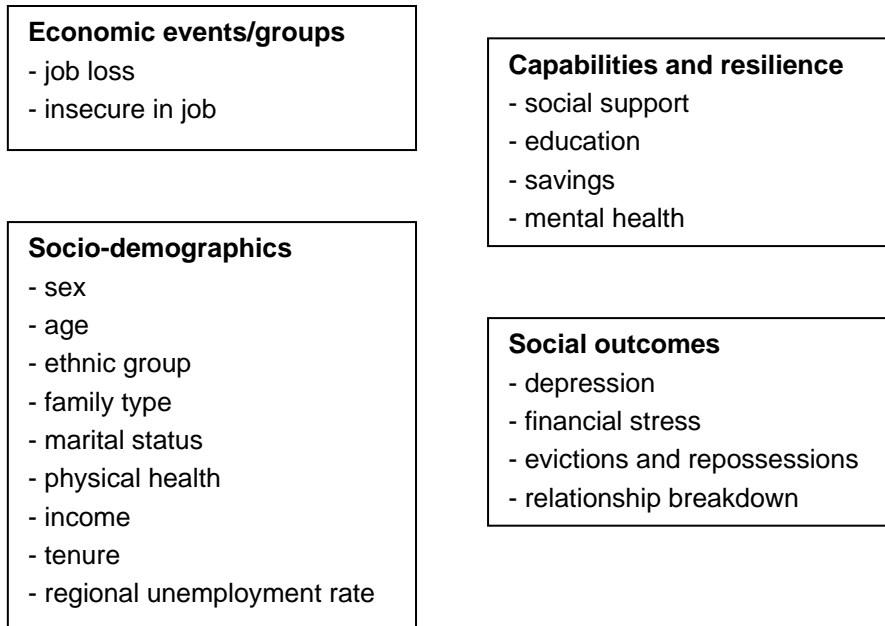 Economic events/groups
- job loss
- insecure in job
Socio-demographics
- sex
- age
- ethnic group
- family type
- marital status
- physical health
- income
- tenure
- regional unemployment rate
Capabilities and resilience
- social support
- education
- savings
- mental health
Social outcomes
- depression
- financial stress
- evictions and repossessions
- relationship breakdown